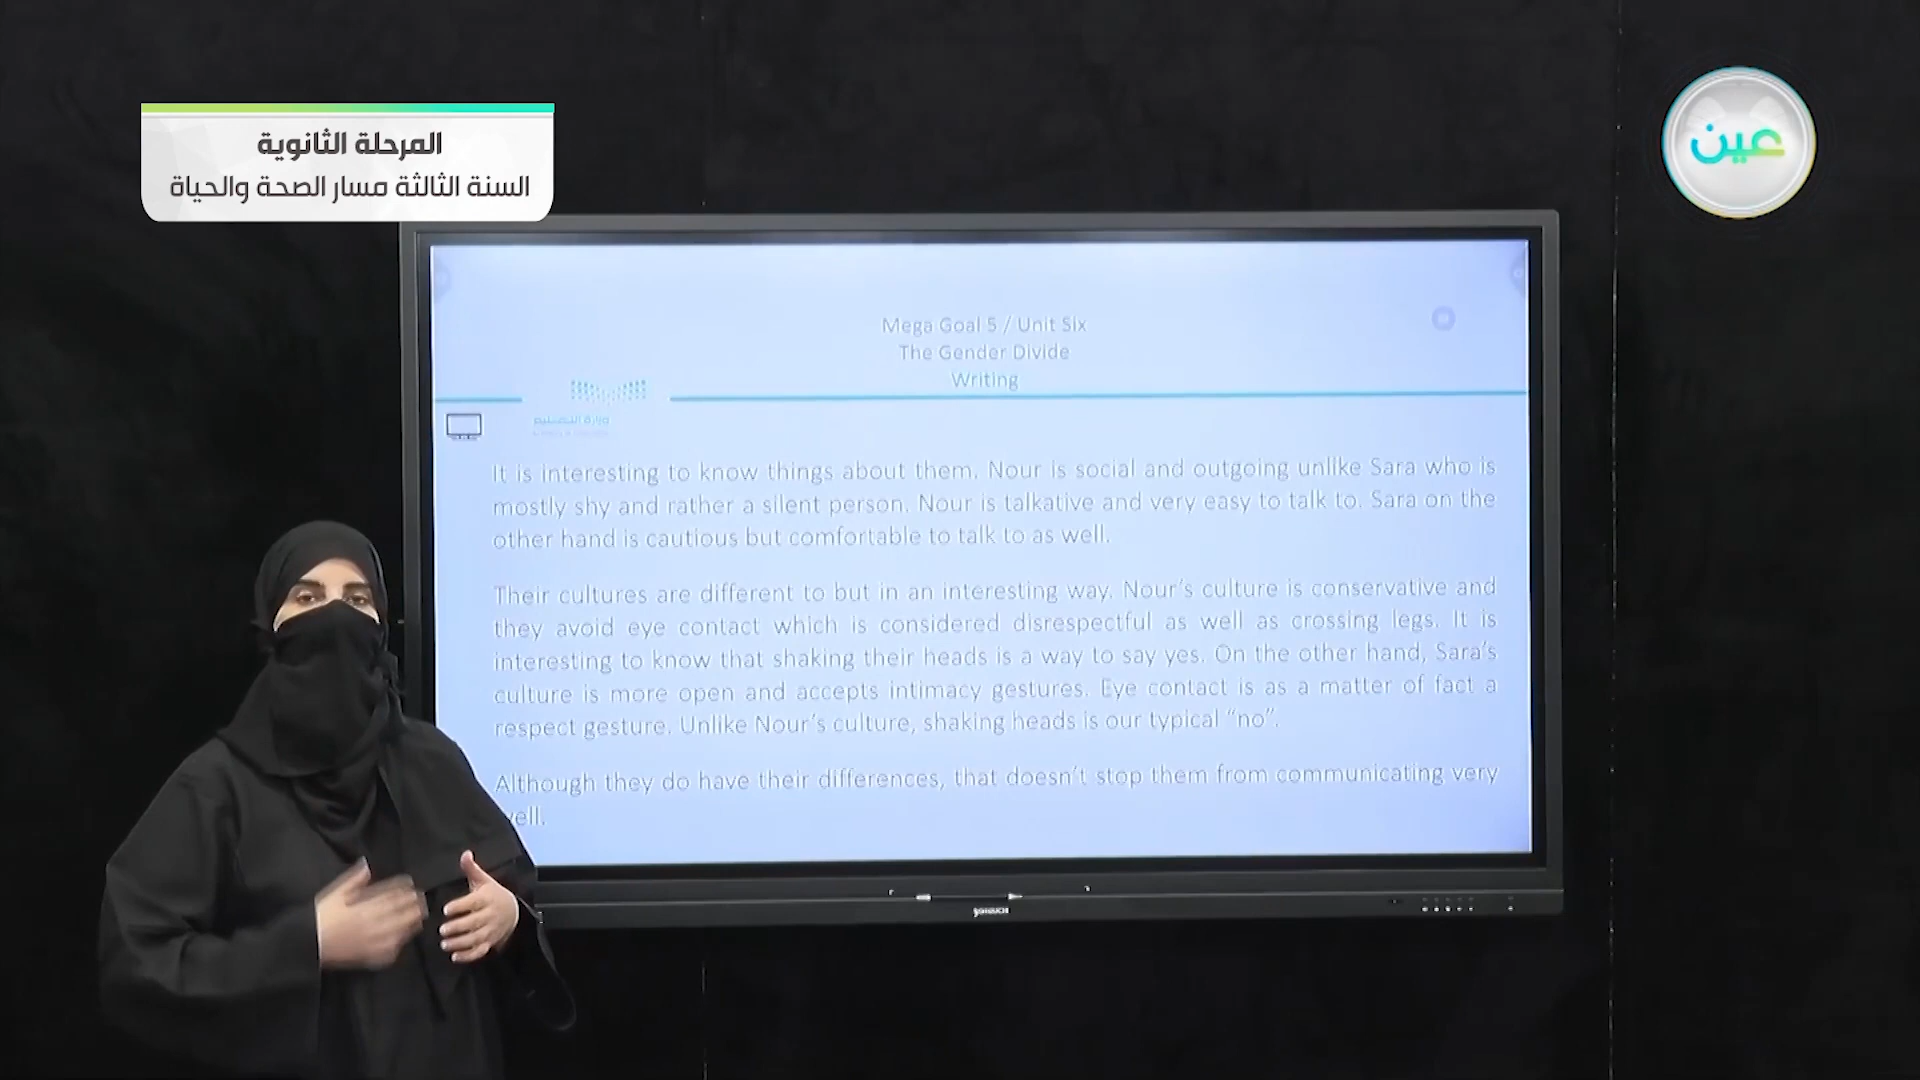 المرحلة الثانوية
السنة الثالثة مسار الصحة والحياة
عين
Mega Goal 5 / Unit Six
The Gender Divide
Writing
وزارة التعليم
It is interesting to know things about them. Nour is social and outgoing unlike Sara who is
mostly shy and rather a silent person. Nour is talkative and very easy to talk to. Sara on the
other hand is cautious but comfortable to talk to as well.
Their cultures are different to but in an interesting way. Nour's culture is conservative and
they avoid eye contact which is considered disrespectful as well as crossing legs. It is
interesting to know that shaking their heads is a way to say yes. On the other hand, Sara's
culture is more open and accepts intimacy gestures. Eye contact is as a matter of fact a
respect gesture. Unlike Nour's culture, shaking heads is our typical “no”.
Although they do have their differences, that doesn't stop them from communicating very
well.